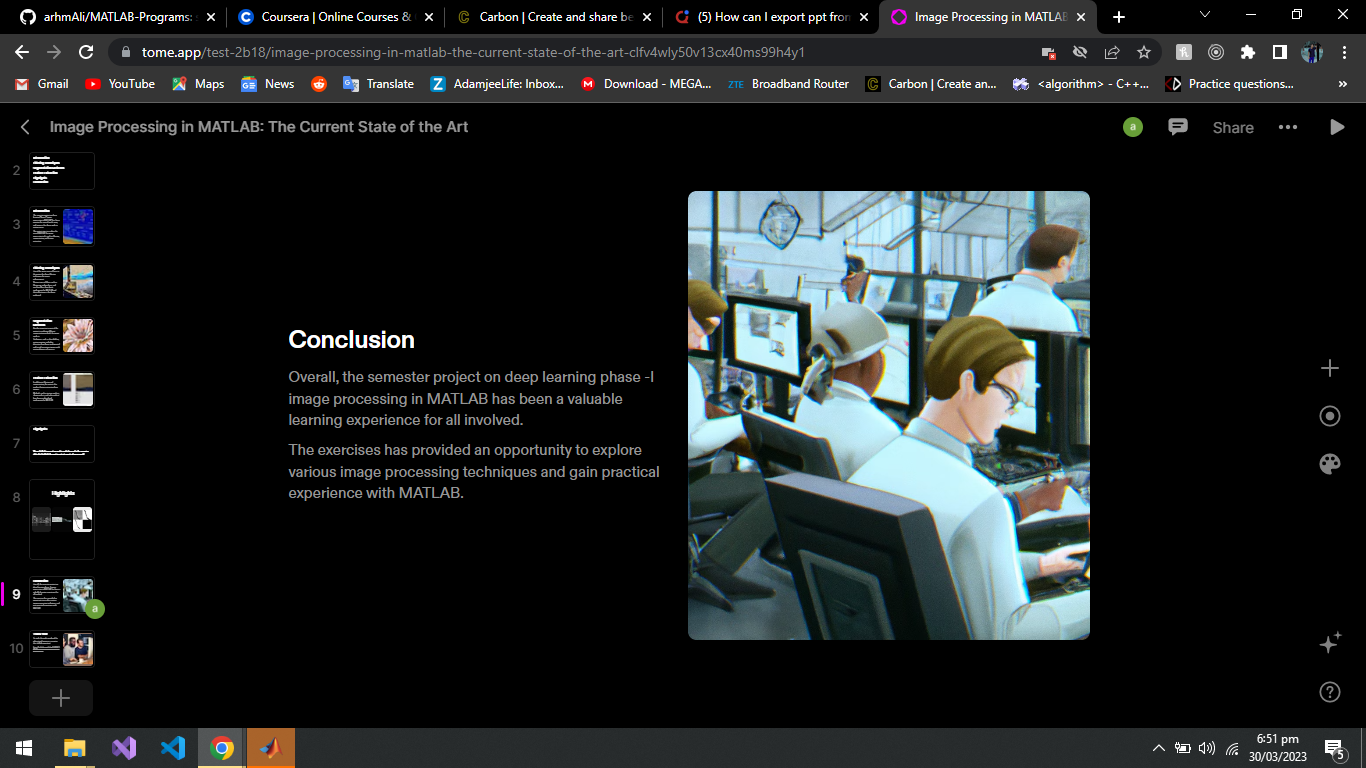 arhmAli/MATLAB-Programs:
Coursera | Online Courses &
Carbon | Create and share be
(5) How can I export ppt fron
Image Processing in MATLAB
tome.app/test-2b18/image-processing-in-matlab-the-current-state-of-the-art-clfv4wly50v13cx40ms99h4y1
Gmail
YouTube
Maps
News
Translate
AdamjeeLife: Inbox...
Download - MEGA...
ZTE Broadband Router
Carbon | Create an...
<algorithm> - C++...
Practice questions...
»
Image Processing in MATLAB: The Current State of the Art
a
Share
2
3
4
5
6
7
8
Highlights
9
a
10
Conclusion
Overall, the semester project on deep learning phase -I
image processing in MATLAB has been a valuable
learning experience for all involved.
The exercises has provided an opportunity to explore
various image processing techniques and gain practical
experience with MATLAB.
6:51 pm
30/03/2023
5